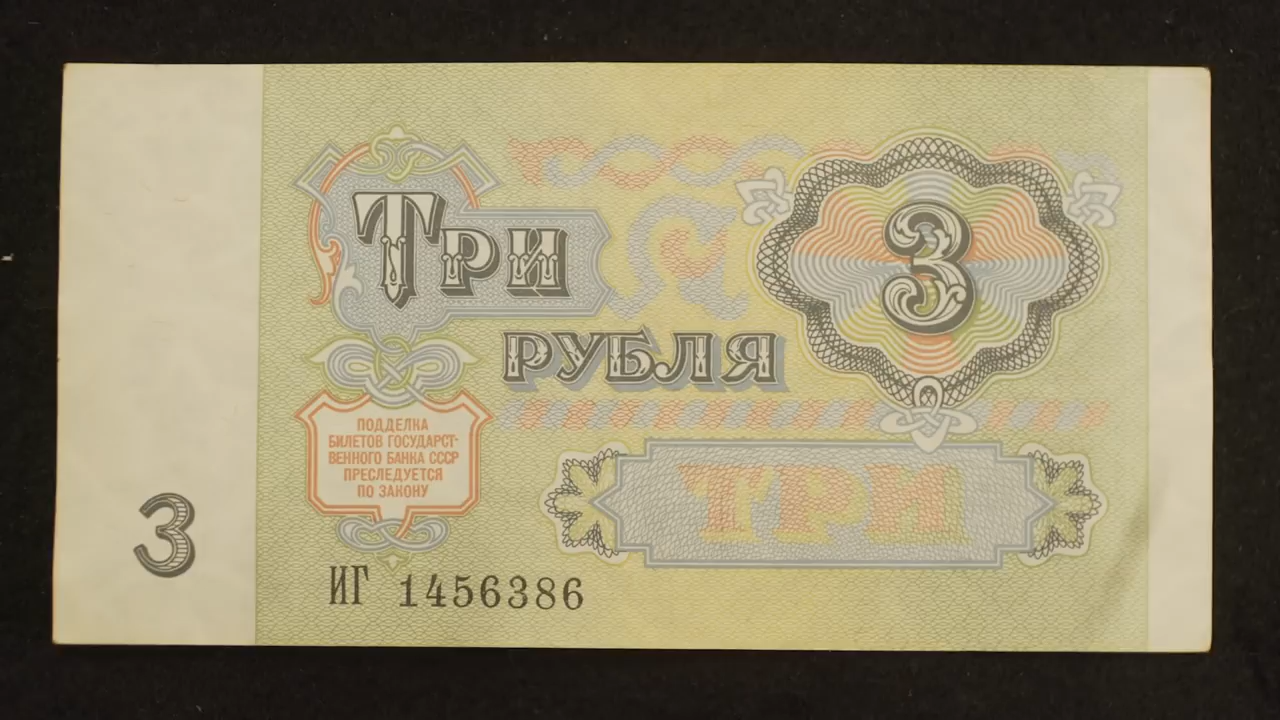 ТРИ
3
РУБЛЯ
ПОДДЕЛКА
БИЛЕТОВ ГОСУДАРСТ-
ВЕННОГО БАНКА СССР
ПРЕСЛЕДУЕТСЯ
ПО ЗАКОНУ
ТРИ
3
ИГ 1456386